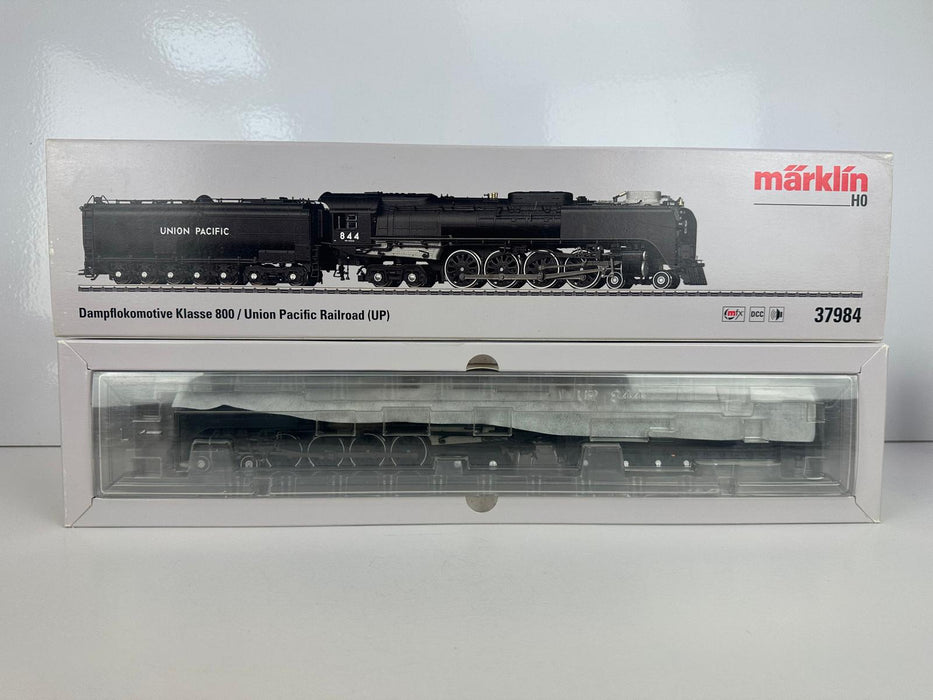 märklin
H0
UNION PACIFIC
844
Dampflokomotive Klasse 800 / Union Pacific Railroad (UP)
mfx
DCC
37984